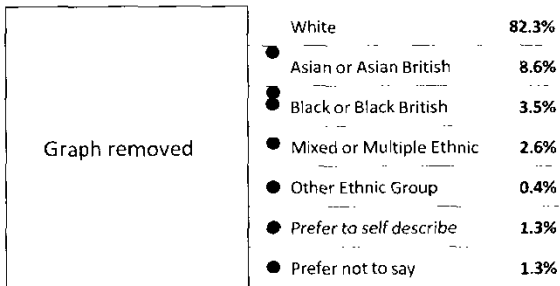 White 82.3%
Asian or Asian British 8.6%
Black or Black British 3.5%
Graph removed
Mixed or Multiple Ethnic 2.6%
Other Ethnic Group 0.4%
Prefer to self describe 1.3%
Prefer not to say 1.3%